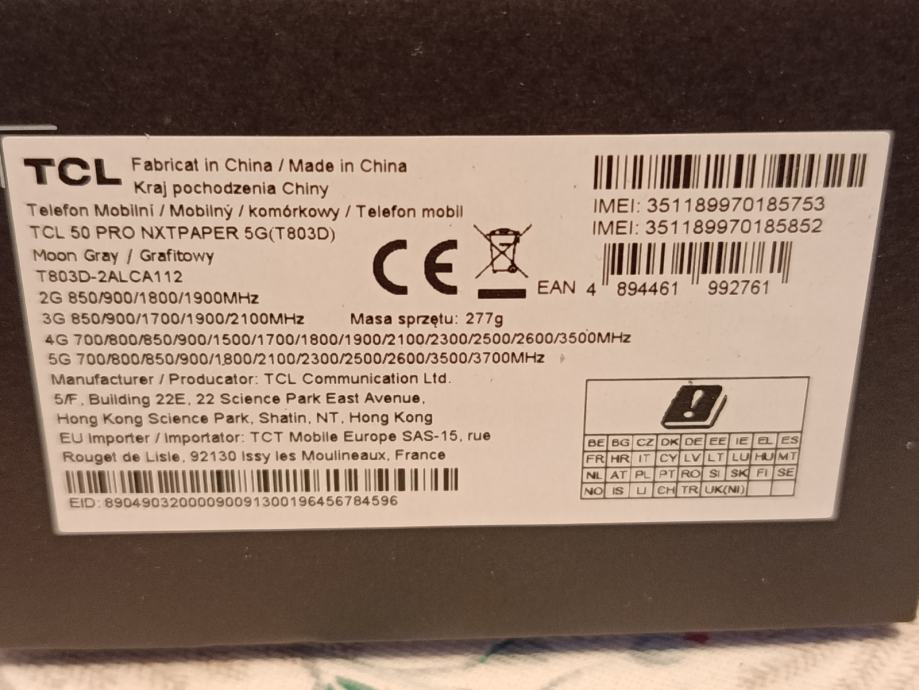 TCL Fabricat in China / Made in China
Kraj pochodzenia Chiny
Telefon Mobilní / Mobilný / komórkowy / Telefon mobil
TCL 50 PRO NXTPAPER 5G(T803D)
Moon Gray / Grafitowy
T803D-2ALCA112
2G 850/900/1800/1900MHz
3G 850/900/1700/1900/2100MHz Masa sprzętu: 277g
4G 700/800/850/900/1500/1700/1800/1900/2100/2300/2500/2600/3500MHz
5G 700/800/850/900/1800/2100/2300/2500/2600/3500/3700MHz
Manufacturer / Producator: TCL Communication Ltd.
5/F, Building 22E, 22 Science Park East Avenue,
Hong Kong Science Park, Shatin, NT, Hong Kong
EU Importer / Importator: TCT Mobile Europe SAS-15, rue
Rouget de Lisle, 92130 Issy les Moulineaux, France
EID: 89049032000009009130019645678459​6
CE
IMEI: 351189970185753
IMEI: 351189970185852
EAN 4 894461 992761
BE BG CZ DK DE EE IE EL ES
FR HR IT CY LV LT LU HU MT
NL AT PL PT RO SI SK FI SE
NO IS LI CH TR UK(NI)